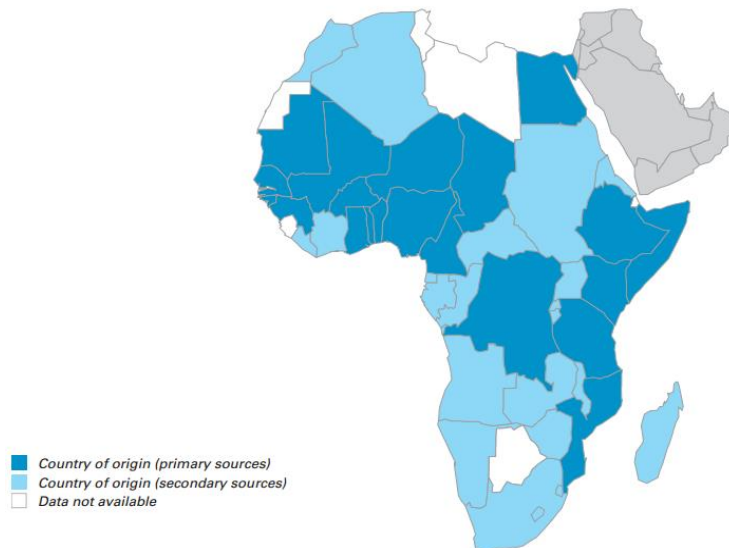 Country of origin (primary sources)
Country of origin (secondary sources)
Data not available